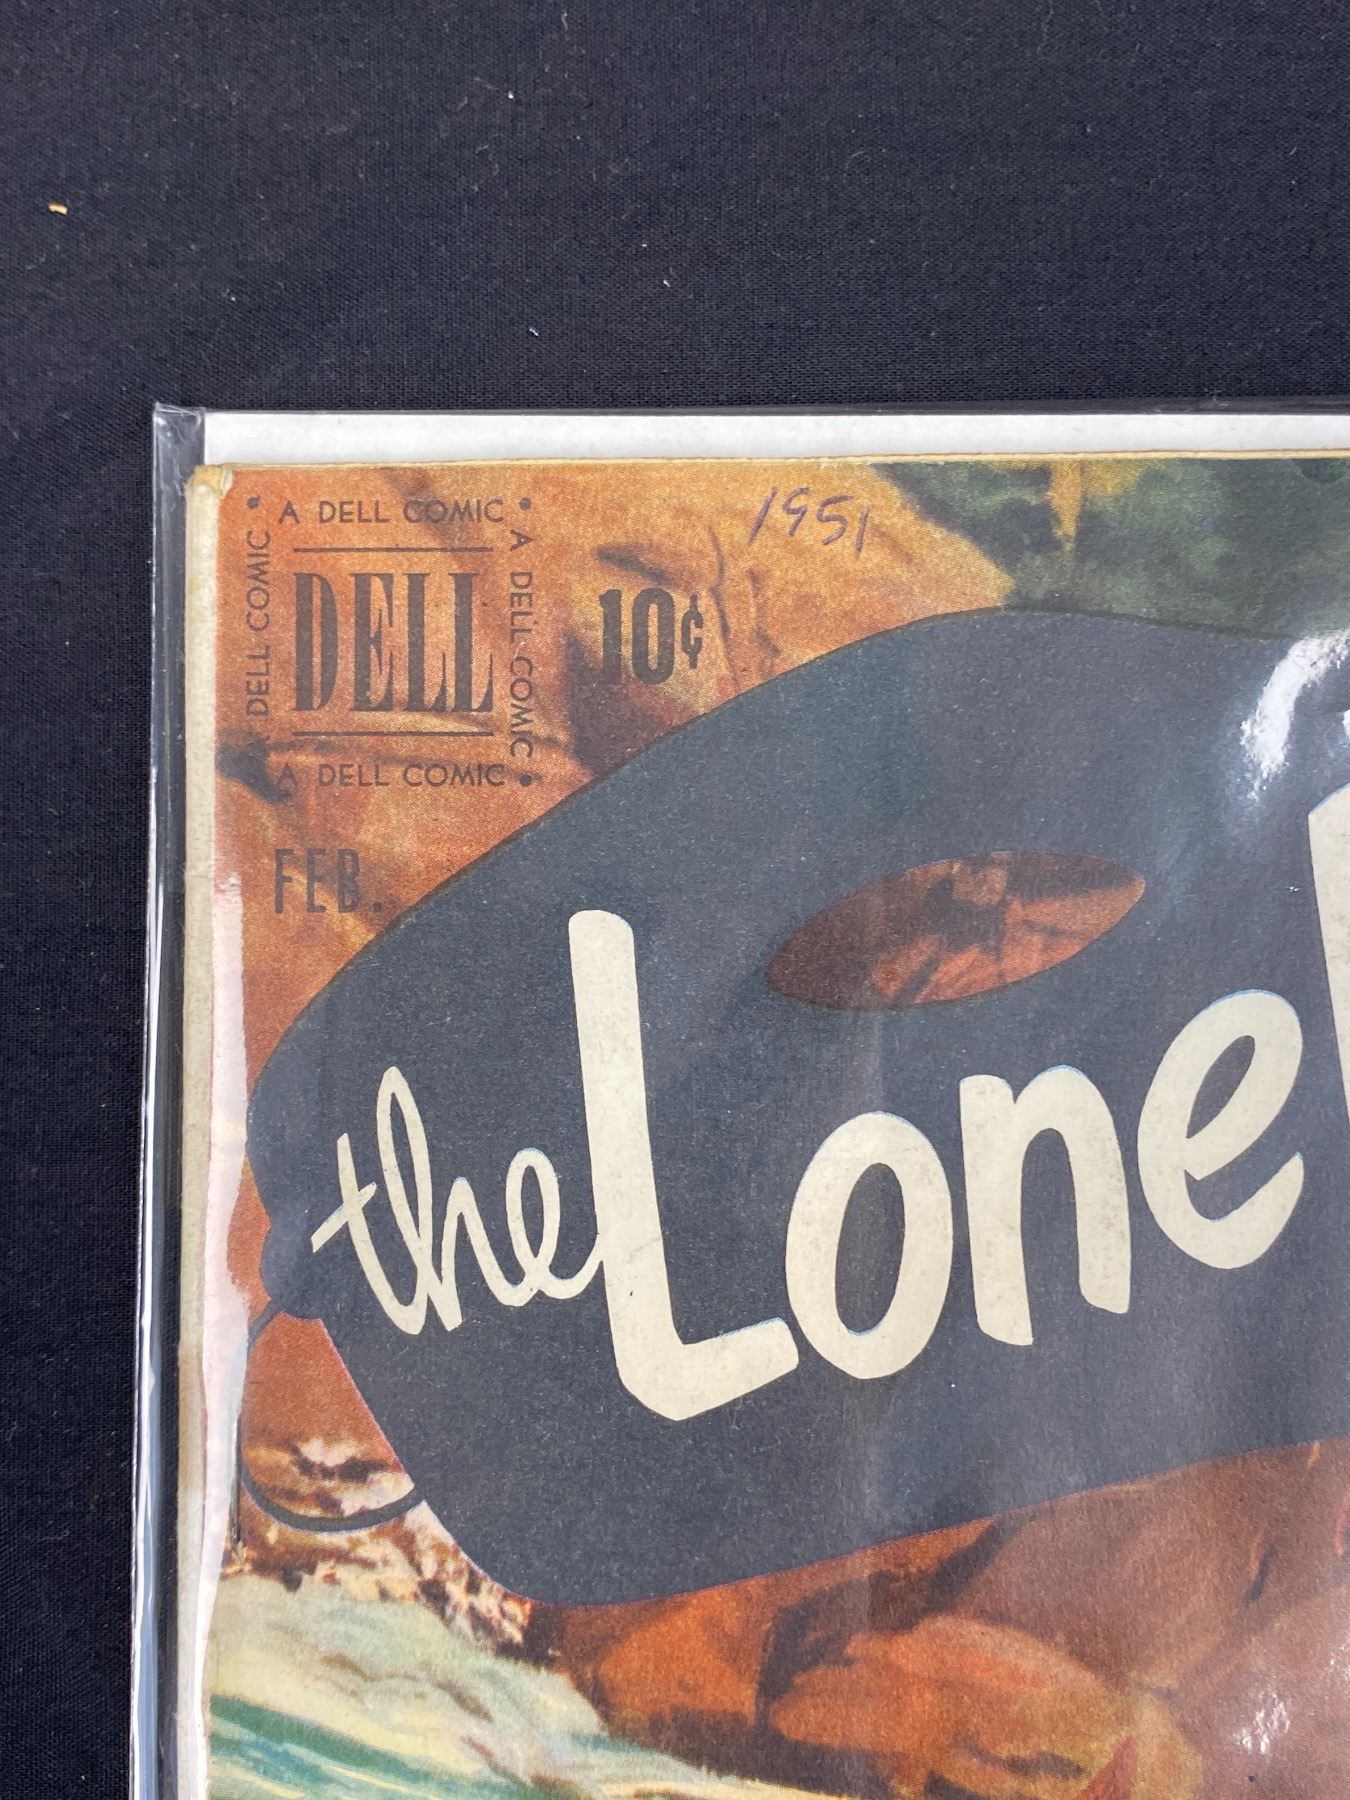 A DELL COMIC •
DELL COMIC •
A DELL COMIC
DELL
A DELL COMIC •
10¢
1951
FEB.
the Lone